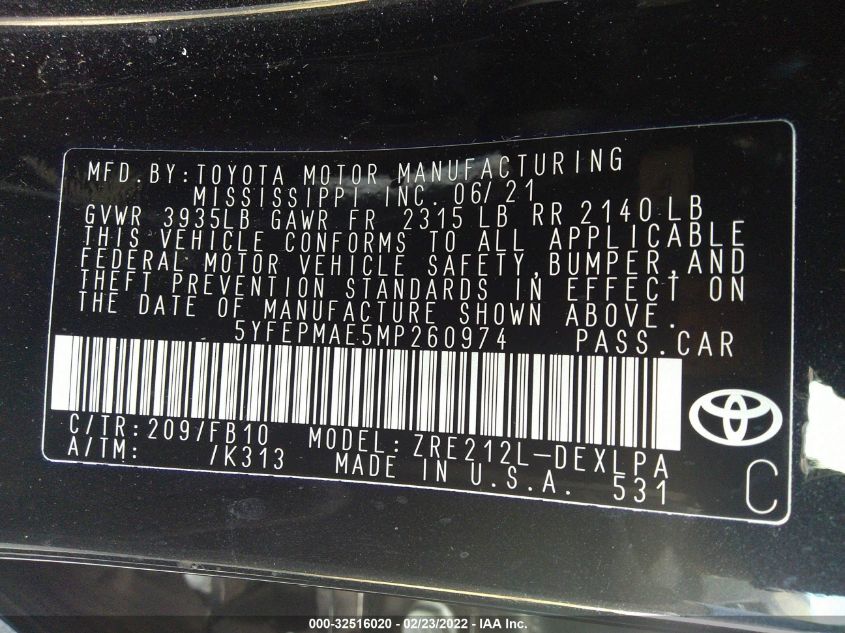 MFD.BY:TOYOTA MOTOR MANUFACTURING
MISSISSIPPI INC. 06/21
GVWR 3935LB GAWR FR 2315 LB RR 2140 LB
THIS VEHICLE CONFORMS TO ALL APPLICABLE
FEDERAL MOTOR VEHICLE SAFETY,BUMPER,AND
THEFT PREVENTION STANDARDS IN EFFECT ON
THE DATE OF MANUFACTURE SHOWN ABOVE.
5YFEPMAE5MP260974 PASS.CAR
C/TR:209/FB10 MODEL:ZRE212L-DEXLPA
A/TM: /K313 MADE IN U.S.A. 531
C
000-32516020 - 02/23/2022 - IAA Inc.